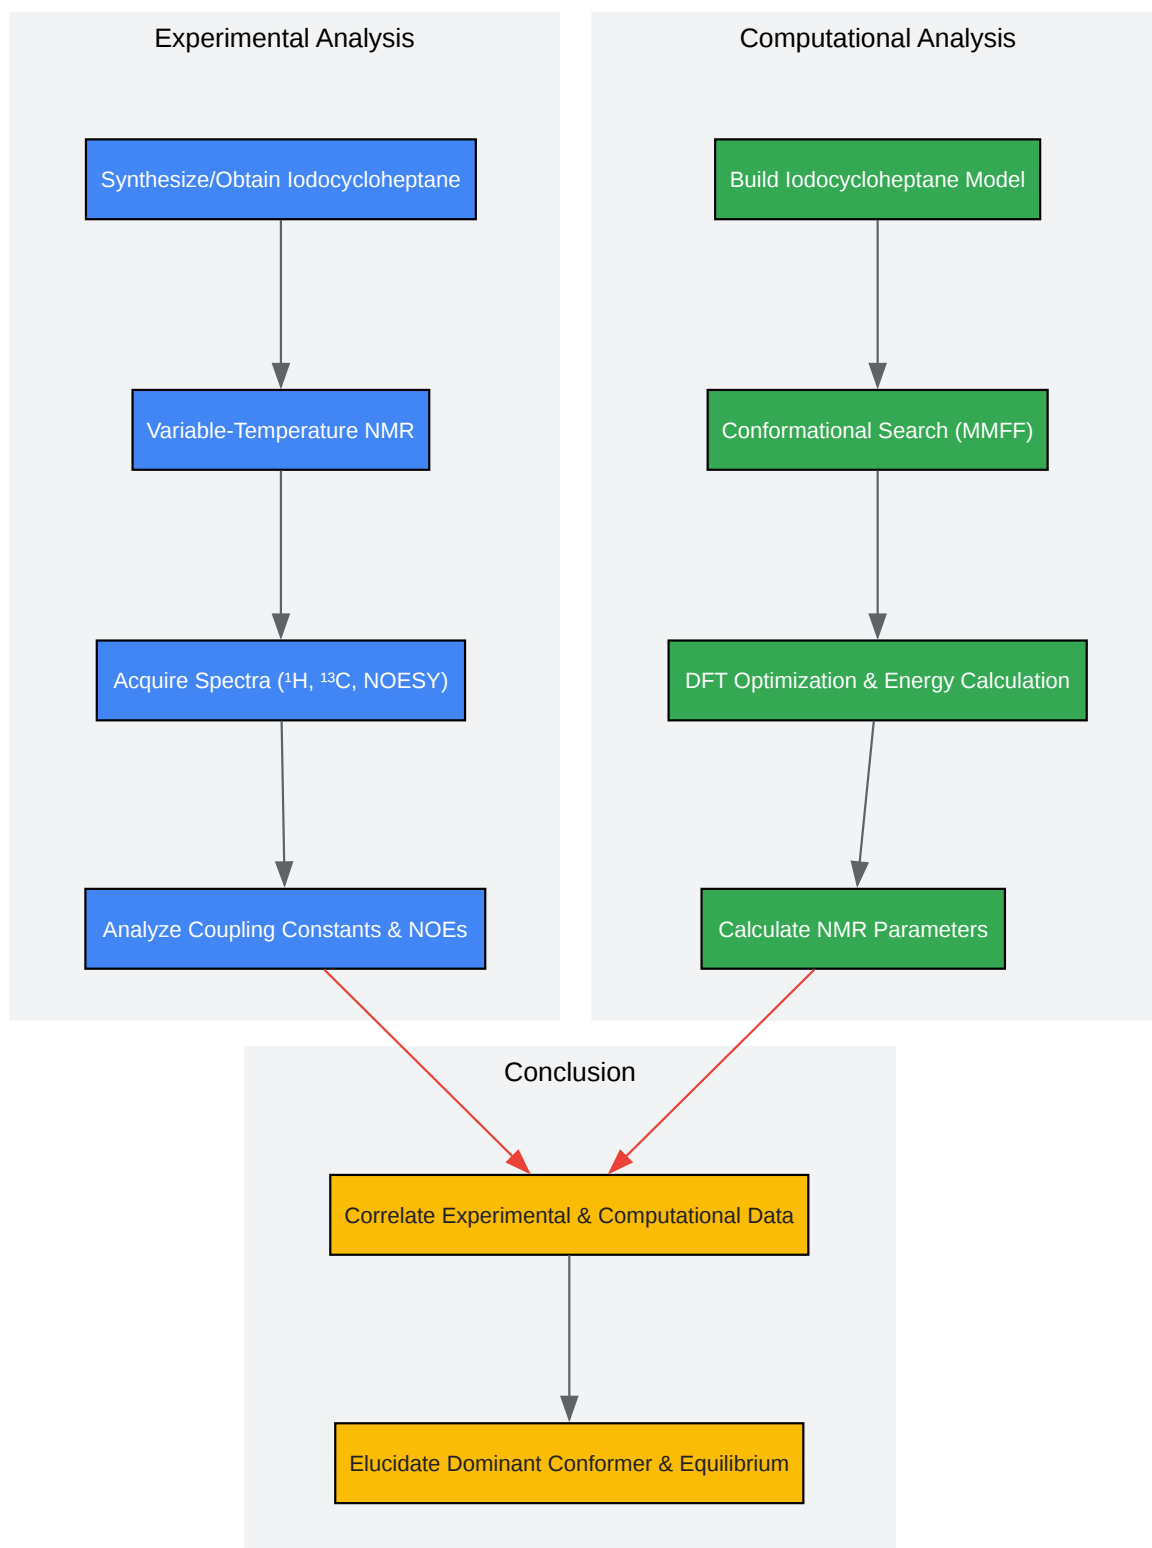 Experimental Analysis
Synthesize/Obtain Iodocycloheptane
Variable-Temperature NMR
Acquire Spectra (¹H, ¹³C, NOESY)
Analyze Coupling Constants & NOEs
Computational Analysis
Build Iodocycloheptane Model
Conformational Search (MMFF)
DFT Optimization & Energy Calculation
Calculate NMR Parameters
Conclusion
Correlate Experimental & Computational Data
Elucidate Dominant Conformer & Equilibrium